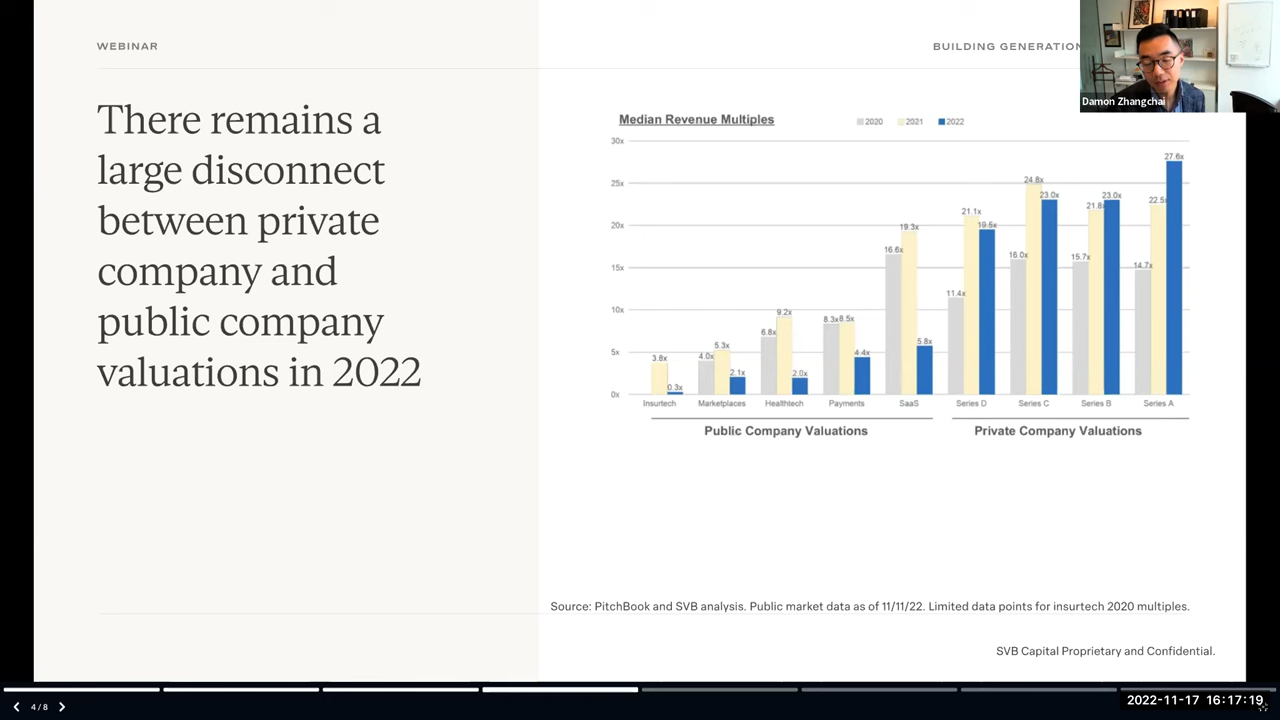 WEBINAR
BUILDING GENERATION
Damon Zhangchai
There remains a
large disconnect
between private
company and
public company
valuations in 2022
Median Revenue Multiples
2020 2021 2022
30x
25x
20x
15x
10x
5x
0x
3.8x 0.3x
4.0x 5.3x 2.1x
6.8x 9.2x 2.0x
8.3x 8.5x 4.4x
16.6x 19.3x 5.8x
11.4x 21.1x 19.5x
16.0x 24.8x 23.0x
15.7x 21.8x 23.0x
14.7x 22.5x 27.6x
Insurtech Marketplaces Healthtech Payments SaaS Series D Series C Series B Series A
Public Company Valuations Private Company Valuations
Source: PitchBook and SVB analysis. Public market data as of 11/11/22. Limited data points for insurtech 2020 multiples.
SVB Capital Proprietary and Confidential.
4/8
2022-11-17 16:17:19